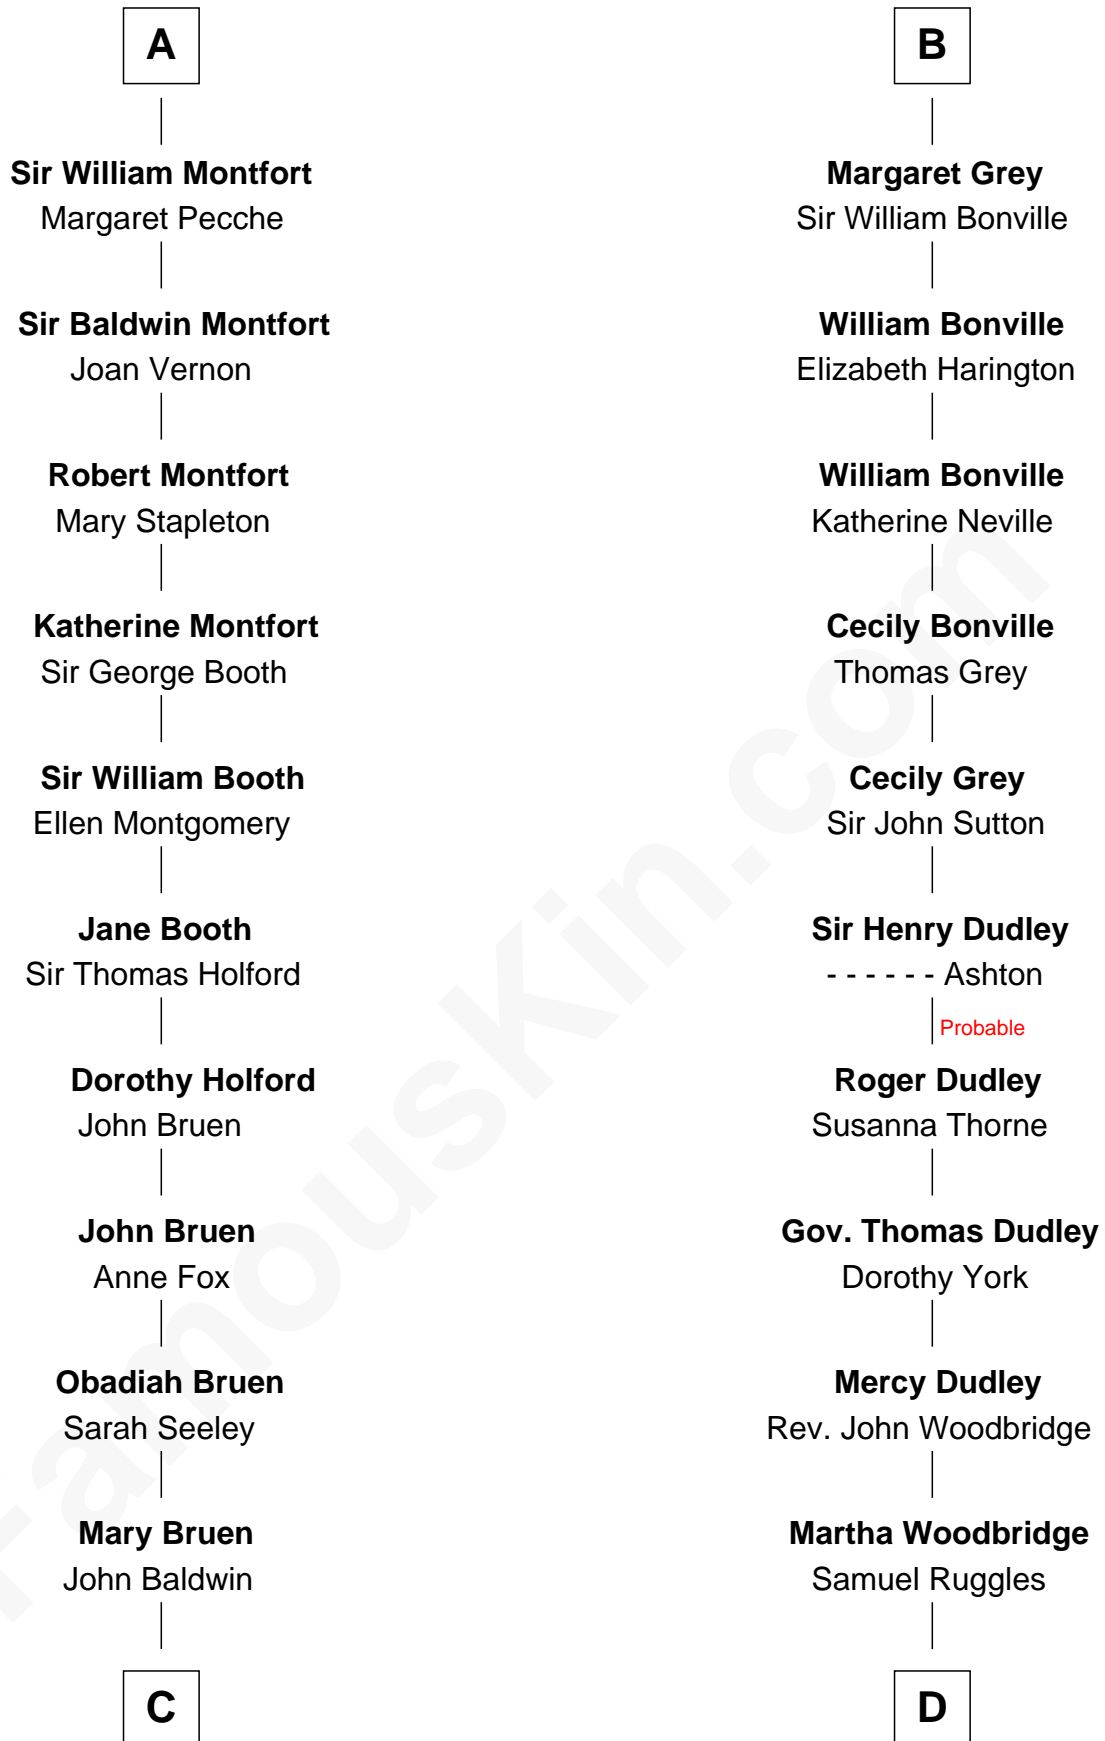 A
Sir William Montfort
Margaret Pecche
Sir Baldwin Montfort
Joan Vernon
Robert Montfort
Mary Stapleton
Katherine Montfort
Sir George Booth
Sir William Booth
Ellen Montgomery
Jane Booth
Sir Thomas Holford
Dorothy Holford
John Bruen
John Bruen
Anne Fox
Obadiah Bruen
Sarah Seeley
Mary Bruen
John Baldwin
C
B
Margaret Grey
Sir William Bonville
William Bonville
Elizabeth Harington
William Bonville
Katherine Neville
Cecily Bonville
Thomas Grey
Cecily Grey
Sir John Sutton
Sir Henry Dudley
- - - - - - Ashton
Probable
Roger Dudley
Susanna Thorne
Gov. Thomas Dudley
Dorothy York
Mercy Dudley
Rev. John Woodbridge
Martha Woodbridge
Samuel Ruggles
D
FamousKin.com